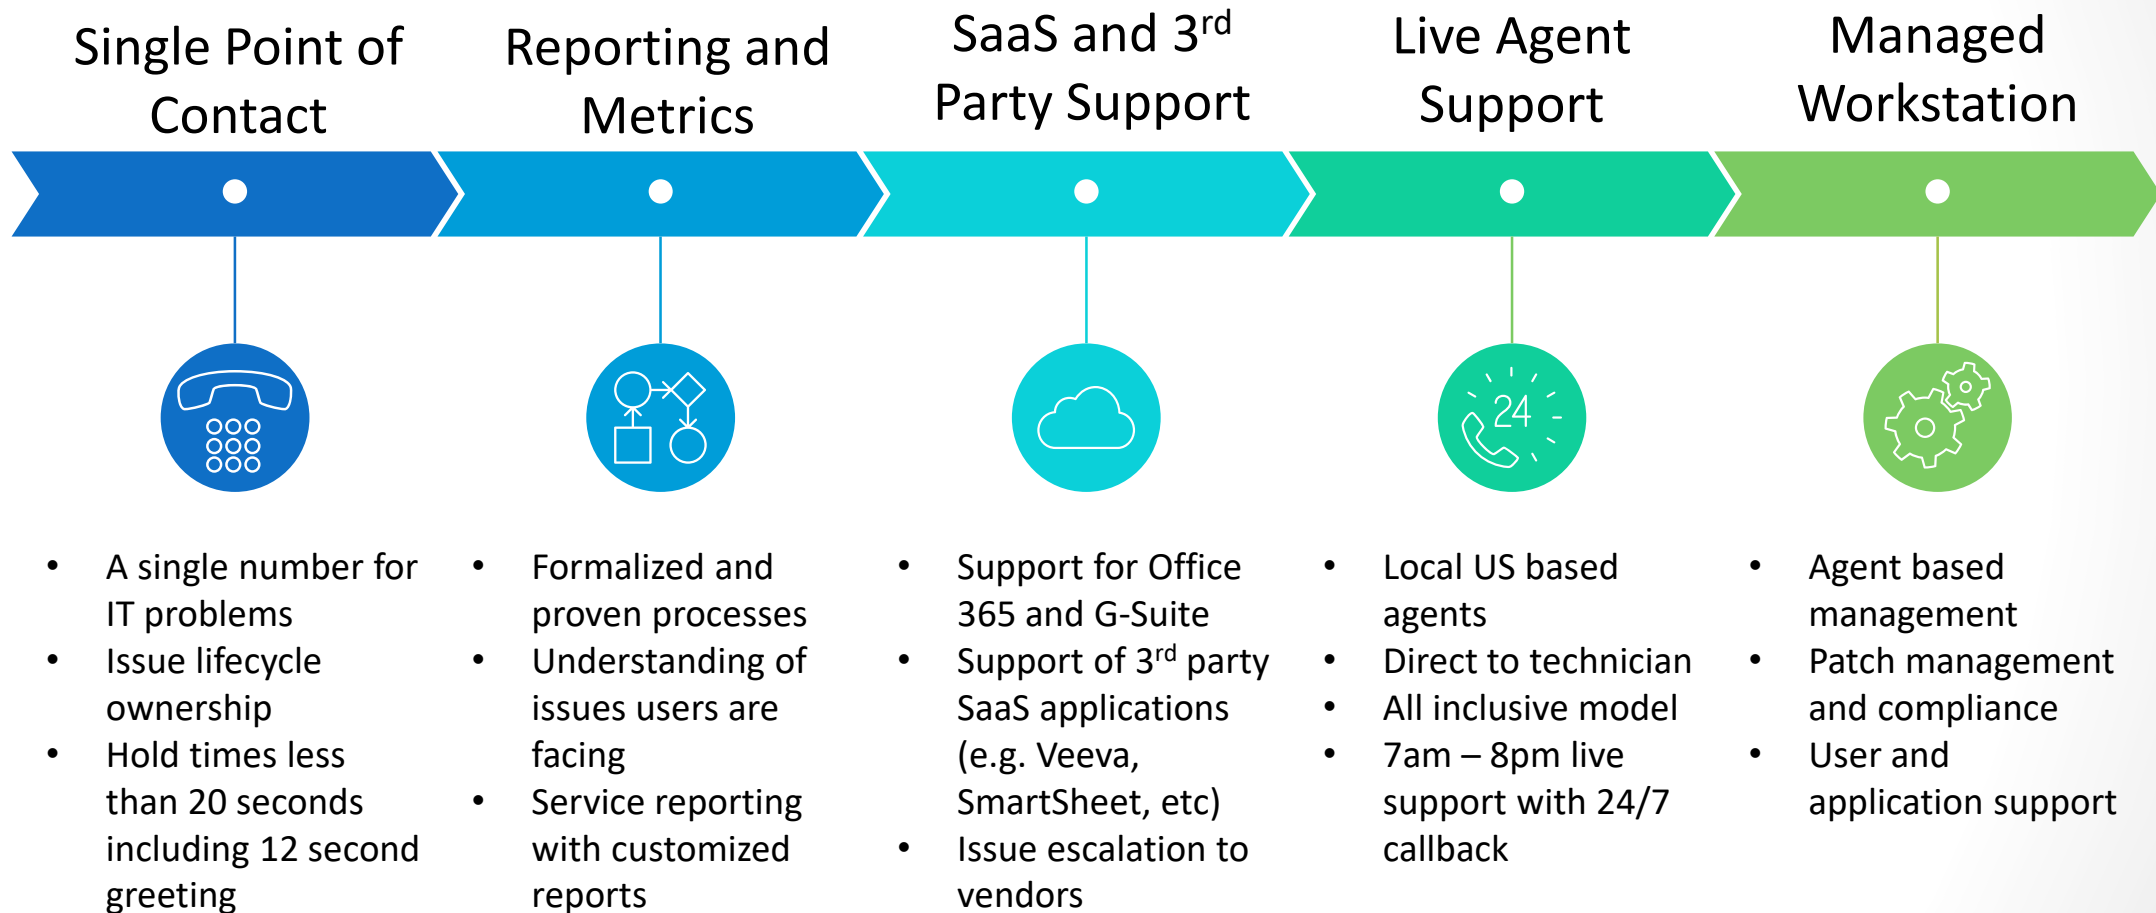 Single Point of
Contact
Reporting and
Metrics
SaaS and 3rd
Party Support
Live Agent
Support
Managed
Workstation
24
• A single number for
IT problems
• Issue lifecycle
ownership
• Hold times less
than 20 seconds
including 12 second
greeting
• Formalized and
proven processes
• Understanding of
issues users are
facing
• Service reporting
with customized
reports
• Support for Office
365 and G-Suite
• Support of 3rd party
SaaS applications
(e.g. Veeva,
SmartSheet, etc)
• Issue escalation to
vendors
• Local US based
agents
• Direct to technician
• All inclusive model
• 7am – 8pm live
support with 24/7
callback
• Agent based
management
• Patch management
and compliance
• User and
application support